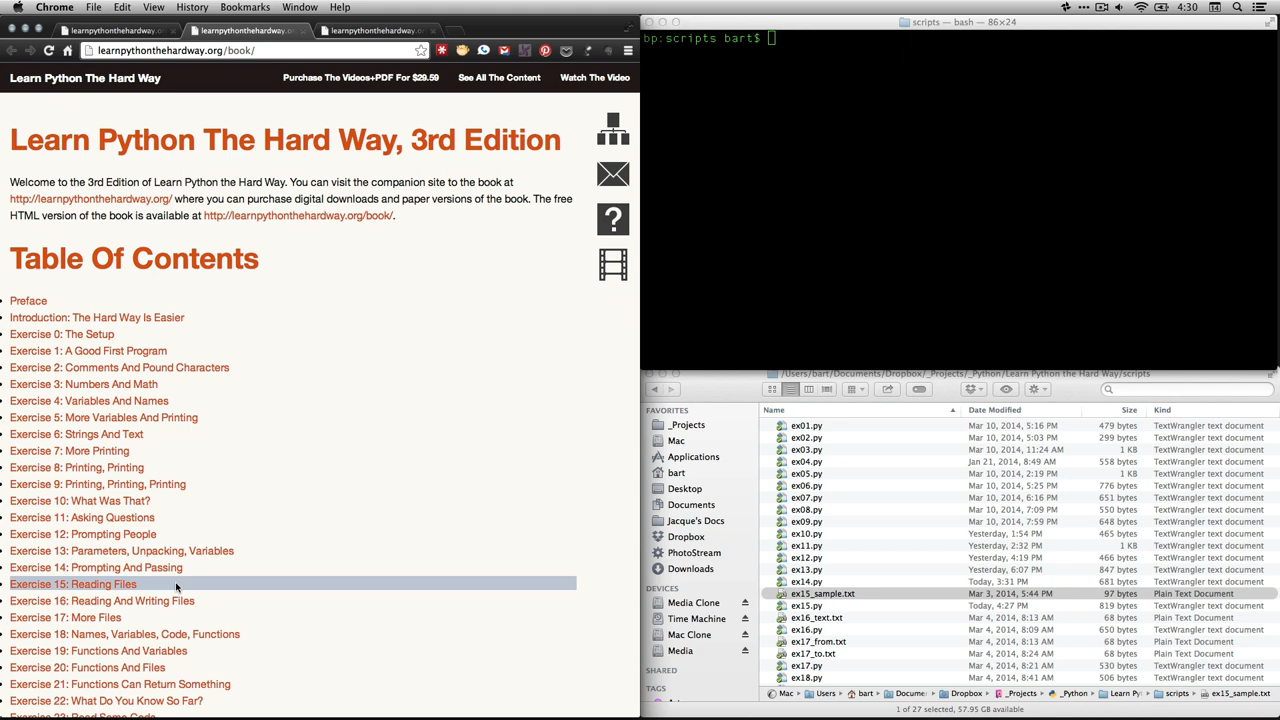 Chrome File Edit View History Bookmarks Window Help 4:30
learnpythonthehardway.org/ learnpythonthehardway.org/ learnpythonthehardway.org/
learnpythonthehardway.org/book/
Learn Python The Hard Way Purchase The Videos+PDF For $29.59 See All The Content Watch The Video
Learn Python The Hard Way, 3rd Edition
Welcome to the 3rd Edition of Learn Python the Hard Way. You can visit the companion site to the book at
http://learnpythonthehardway.org/ where you can purchase digital downloads and paper versions of the book. The free
HTML version of the book is available at http://learnpythonthehardway.org/book/.
Table Of Contents
Preface
Introduction: The Hard Way Is Easier
Exercise 0: The Setup
Exercise 1: A Good First Program
Exercise 2: Comments And Pound Characters
Exercise 3: Numbers And Math
Exercise 4: Variables And Names
Exercise 5: More Variables And Printing
Exercise 6: Strings And Text
Exercise 7: More Printing
Exercise 8: Printing, Printing
Exercise 9: Printing, Printing, Printing
Exercise 10: What Was That?
Exercise 11: Asking Questions
Exercise 12: Prompting People
Exercise 13: Parameters, Unpacking, Variables
Exercise 14: Prompting And Passing
Exercise 15: Reading Files
Exercise 16: Reading And Writing Files
Exercise 17: More Files
Exercise 18: Names, Variables, Code, Functions
Exercise 19: Functions And Variables
Exercise 20: Functions And Files
Exercise 21: Functions Can Return Something
Exercise 22: What Do You Know So Far?
Exercise 23: Read Some Code
scripts — bash — 86×24
bp:scripts bart$
/Users/bart/Documents/Dropbox/_Projects/_Python/Learn Python the Hard Way/scripts
FAVORITES
_Projects
Mac
Applications
bart
Desktop
Documents
Jacque's Docs
Dropbox
PhotoStream
Downloads
DEVICES
Media Clone
Time Machine
Mac Clone
Media
SHARED
TAGS
Name Date Modified Size Kind
ex01.py Mar 10, 2014, 5:16 PM 479 bytes TextWrangler text document
ex02.py Mar 10, 2014, 5:03 PM 299 bytes TextWrangler text document
ex03.py Mar 10, 2014, 11:24 AM 1 KB TextWrangler text document
ex04.py Jan 21, 2014, 8:49 AM 558 bytes TextWrangler text document
ex05.py Mar 10, 2014, 2:19 PM 1 KB TextWrangler text document
ex06.py Mar 10, 2014, 5:25 PM 776 bytes TextWrangler text document
ex07.py Mar 10, 2014, 6:16 PM 651 bytes TextWrangler text document
ex08.py Mar 10, 2014, 7:09 PM 550 bytes TextWrangler text document
ex09.py Mar 10, 2014, 7:59 PM 648 bytes TextWrangler text document
ex10.py Yesterday, 1:54 PM 465 bytes TextWrangler text document
ex11.py Yesterday, 2:32 PM 1 KB TextWrangler text document
ex12.py Yesterday, 4:19 PM 466 bytes TextWrangler text document
ex13.py Yesterday, 6:07 PM 847 bytes TextWrangler text document
ex14.py Today, 3:31 PM 681 bytes TextWrangler text document
ex15_sample.txt Mar 3, 2014, 5:44 PM 97 bytes Plain Text Document
ex15.py Today, 4:27 PM 819 bytes TextWrangler text document
ex16_text.txt Mar 4, 2014, 8:13 AM 68 bytes Plain Text Document
ex16.py Mar 4, 2014, 8:09 AM 650 bytes TextWrangler text document
ex17_from.txt Mar 4, 2014, 8:13 AM 68 bytes Plain Text Document
ex17_to.txt Mar 4, 2014, 8:24 AM 68 bytes Plain Text Document
ex17.py Mar 4, 2014, 8:21 AM 530 bytes TextWrangler text document
ex18.py Mar 4, 2014, 8:41 AM 506 bytes TextWrangler text document
Mac Users bart Docume Dropbox _Projects _Python Learn Py scripts ex15_sample.txt
1 of 27 selected, 57.95 GB available